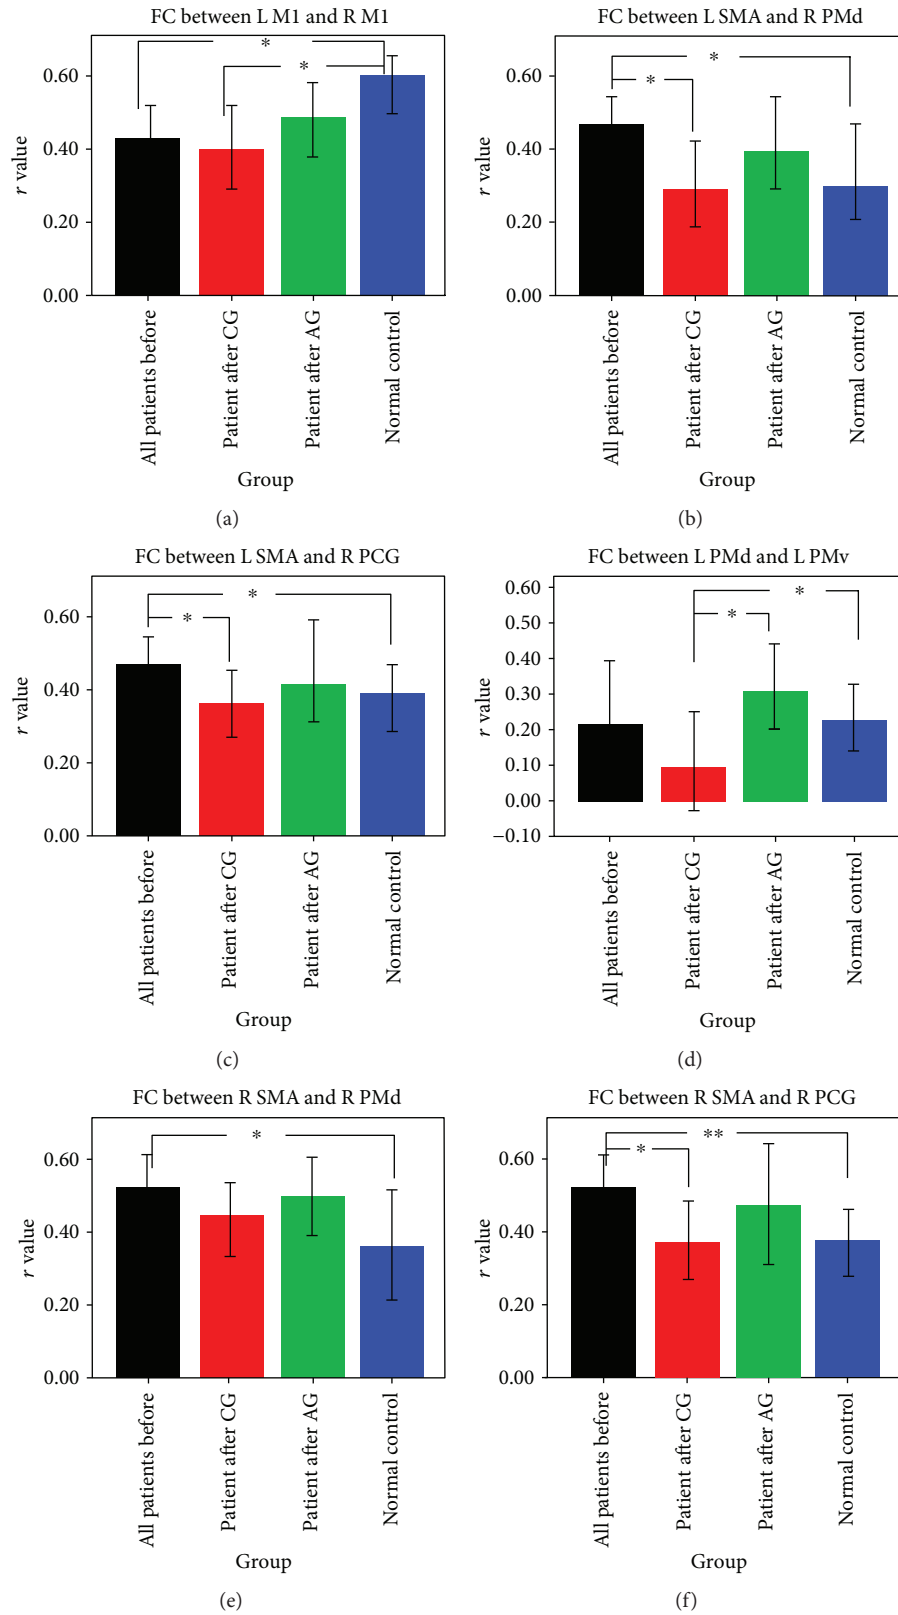 FC between L M1 and R M1
*
*
0.60
0.40
0.20
0.00
r value
All patients before
Patient after CG
Patient after AG
Normal control
Group
(a)
FC between L SMA and R PMd
*
*
0.60
0.40
0.20
0.00
r value
All patients before
Patient after CG
Patient after AG
Normal control
Group
(b)
FC between L SMA and R PCG
*
*
0.60
0.40
0.20
0.00
r value
All patients before
Patient after CG
Patient after AG
Normal control
Group
(c)
FC between L PMd and L PMv
*
*
0.60
0.50
0.40
0.30
0.20
0.10
0.00
−0.10
r value
All patients before
Patient after CG
Patient after AG
Normal control
Group
(d)
FC between R SMA and R PMd
*
0.60
0.40
0.20
0.00
r value
All patients before
Patient after CG
Patient after AG
Normal control
Group
(e)
FC between R SMA and R PCG
**
*
0.60
0.40
0.20
0.00
r value
All patients before
Patient after CG
Patient after AG
Normal control
Group
(f)